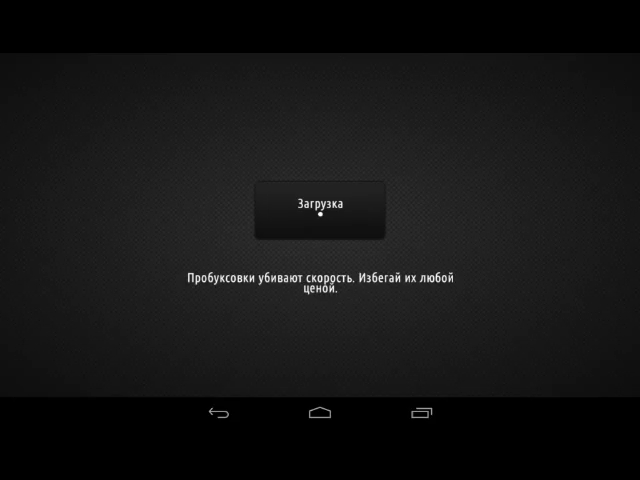 Загрузка
Пробуксовки убивают скорость. Избегай их любой
ценой.